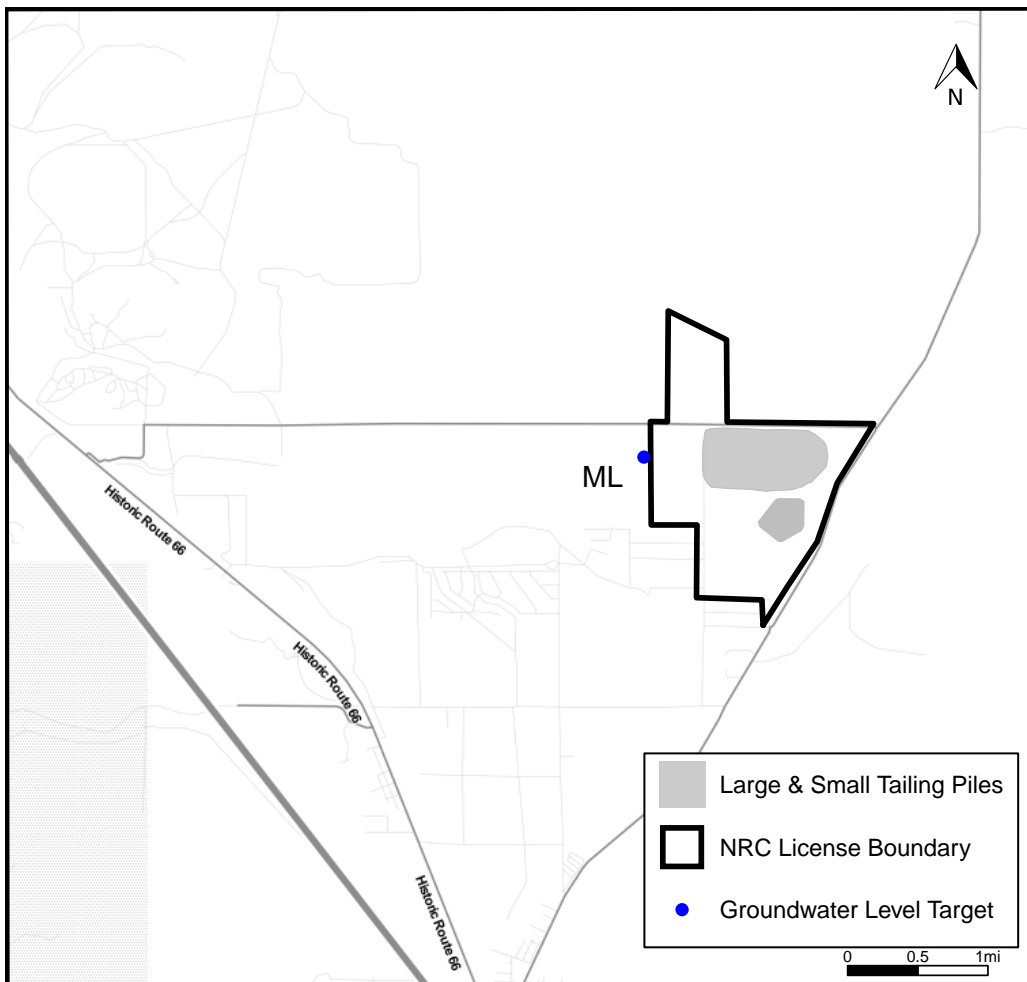 N
ML
Historic Route 66
Historic Route 66
Historic Route 66
Large & Small Tailing Piles
NRC License Boundary
Groundwater Level Target
0 0.5 1mi